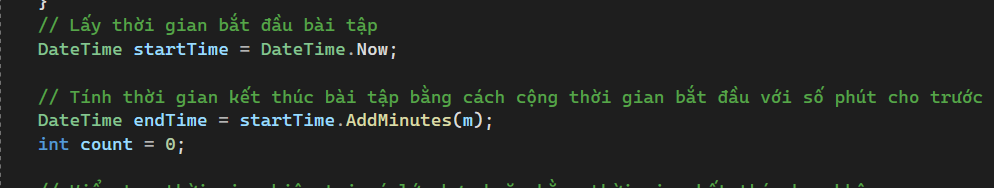 }
// Lấy thời gian bắt đầu bài tập
DateTime startTime = DateTime.Now;
// Tính thời gian kết thúc bài tập bằng cách cộng thời gian bắt đầu với số phút cho trước
DateTime endTime = startTime.AddMinutes(m);
int count = 0;